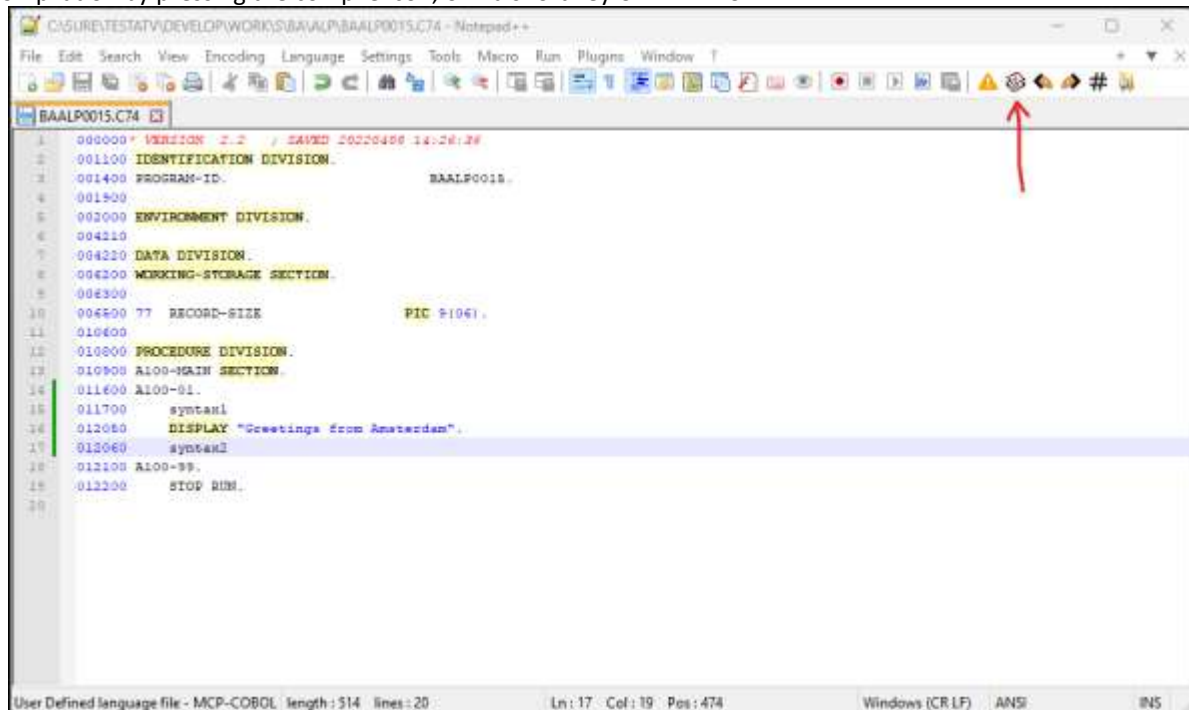 C:\SURE\TESTATV\DEVELOP\WORK\S\BA\ALP\BAALP0015.C74 - Notepad++
File Edit Search View Encoding Language Settings Tools Macro Run Plugins Window ?
BAALP0015.C74
1 000000* VERSION 2.2 ; SAVED 20220408 14:26:36
2 001100 IDENTIFICATION DIVISION.
3 001400 PROGRAM-ID. BAALP0015.
4 001900
5 002000 ENVIRONMENT DIVISION.
6 004210
7 004220 DATA DIVISION.
8 006200 WORKING-STORAGE SECTION.
9 006300
10 006500 77 RECORD-SIZE PIC 9(06).
11 010600
12 010800 PROCEDURE DIVISION.
13 010900 A100-MAIN SECTION.
14 011600 A100-01.
15 011700 syntax1
16 012050 DISPLAY "Greetings from Amsterdam".
17 012060 syntax2
18 012100 A100-99.
19 012200 STOP RUN.
20
User Defined language file - MCP-COBOL length : 514 lines : 20 Ln : 17 Col : 19 Pos : 474 Windows (CR LF) ANSI INS